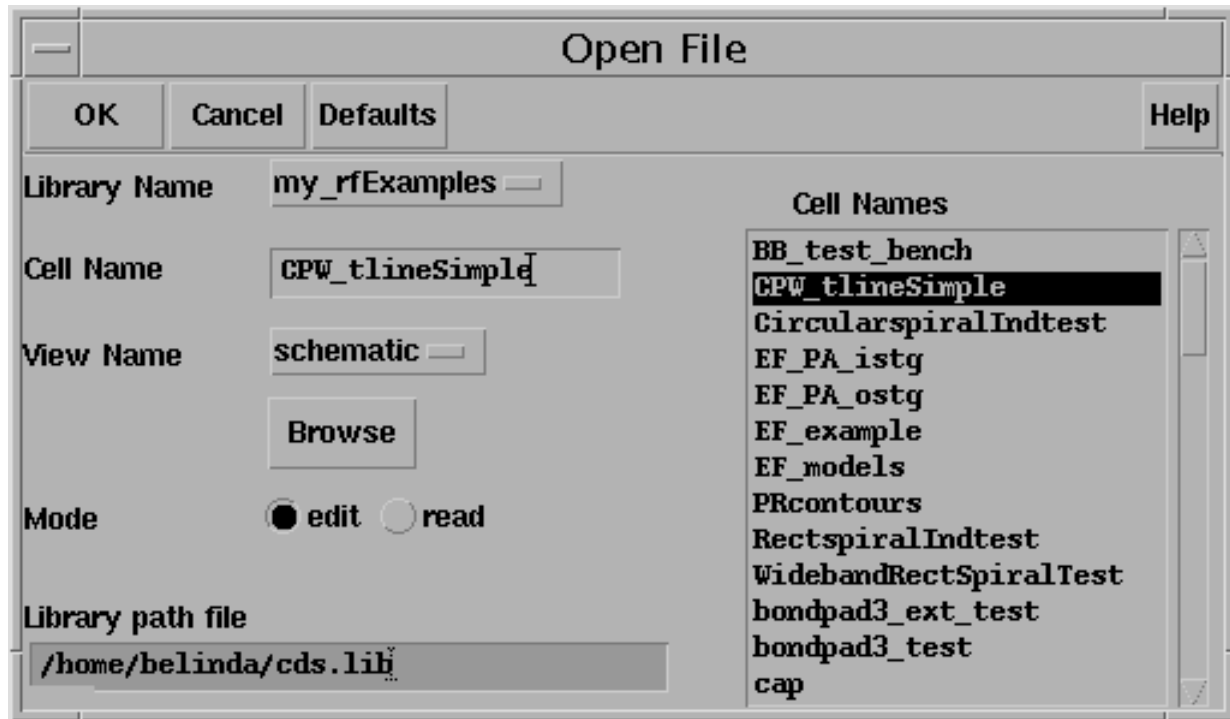 Open File
OK Cancel Defaults Help
Library Name my_rfExamples
Cell Name CPW_tlineSimple
View Name schematic
Browse
Mode edit read
Library path file
/home/belinda/cds.lib
Cell Names
BB_test_bench
CPW_tlineSimple
CircularspiralIndtest
EF_PA_istg
EF_PA_ostg
EF_example
EF_models
PRcontours
RectspiralIndtest
WidebandRectSpiralTest
bondpad3_ext_test
bondpad3_test
cap